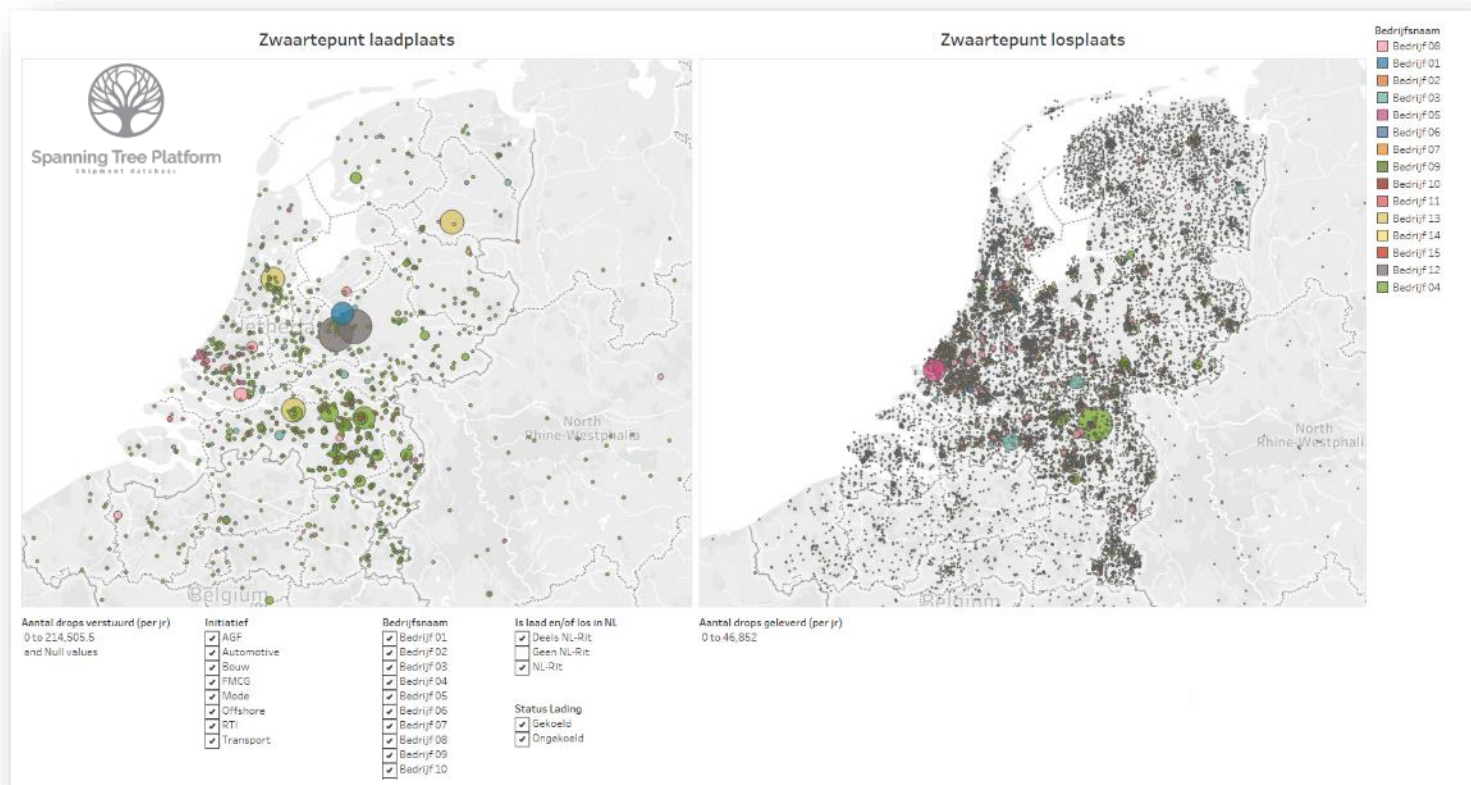 Zwaartepunt laadplaats
Zwaartepunt losplaats
Spanning Tree Platform
Shipment database
North
Rhine-Westphalia
Belgium
North
Rhine-Westphali
Belgium
Bedrijfsnaam
Bedrijf 08
Bedrijf 01
Bedrijf 02
Bedrijf 03
Bedrijf 05
Bedrijf 06
Bedrijf 07
Bedrijf 09
Bedrijf 10
Bedrijf 11
Bedrijf 13
Bedrijf 14
Bedrijf 15
Bedrijf 12
Bedrijf 04
Aantal drops verstuurd (per jr)
0 to 214,505.5
and Null values
Initiatief
AGF
Automotive
Bouw
FMCG
Mode
Offshore
RTI
Transport
Bedrijfsnaam
Bedrijf 01
Bedrijf 02
Bedrijf 03
Bedrijf 04
Bedrijf 05
Bedrijf 06
Bedrijf 07
Bedrijf 08
Bedrijf 09
Bedrijf 10
Is laad en/of los in NL
Deels NL-Rit
Geen NL-Rit
NL-Rit
Status Lading
Gekoeld
Ongekoeld
Aantal drops geleverd (per jr)
0 to 46,852